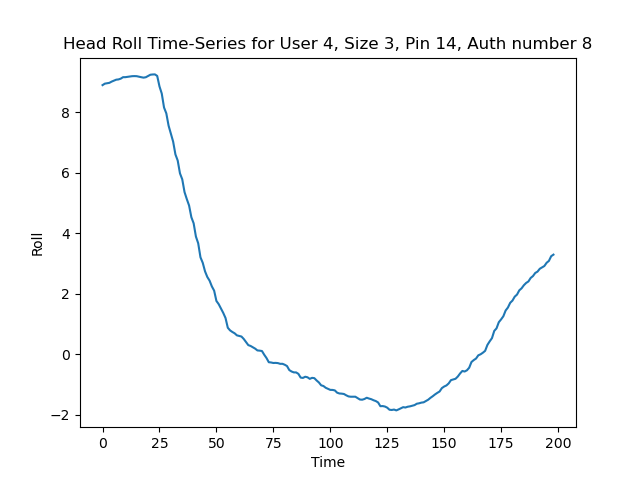 Head Roll Time-Series for User 4, Size 3, Pin 14, Auth number 8
8
6
4
2
0
−2
Roll
0 25 50 75 100 125 150 175 200
Time